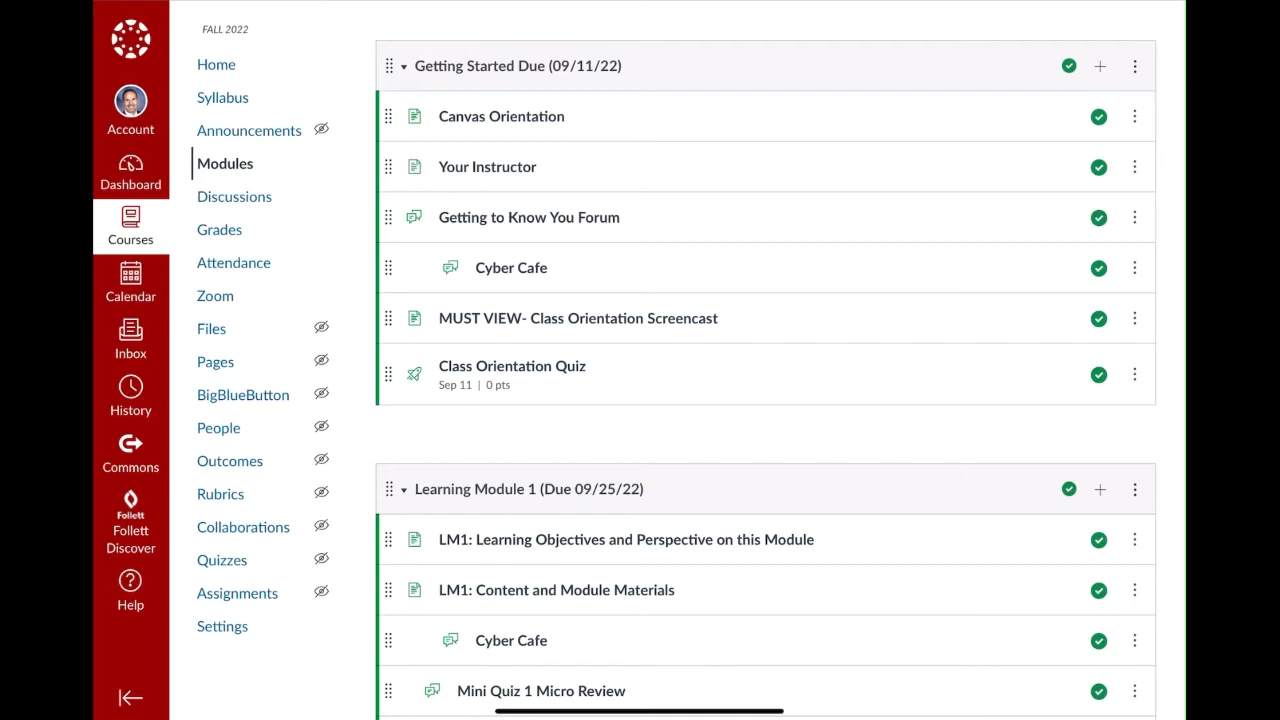 Account
Dashboard
Courses
Calendar
Inbox
History
Commons
Follett
Follett
Discover
Help
FALL 2022
Home
Syllabus
Announcements
Modules
Discussions
Grades
Attendance
Zoom
Files
Pages
BigBlueButton
People
Outcomes
Rubrics
Collaborations
Quizzes
Assignments
Settings
Getting Started Due (09/11/22)
Canvas Orientation
Your Instructor
Getting to Know You Forum
Cyber Cafe
MUST VIEW- Class Orientation Screencast
Class Orientation Quiz
Sep 11 | 0 pts
Learning Module 1 (Due 09/25/22)
LM1: Learning Objectives and Perspective on this Module
LM1: Content and Module Materials
Cyber Cafe
Mini Quiz 1 Micro Review